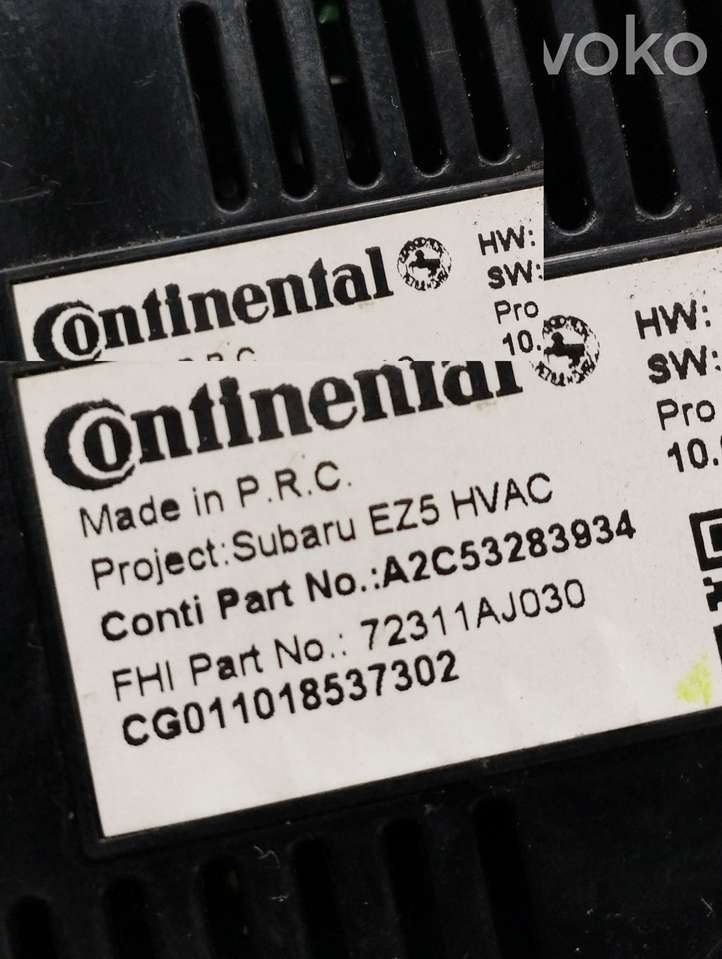 voko
Continental
HW:
SW:
Pro
10.
Continental
HW:
SW:
Pro
10.
Made in P.R.C.
Project:Subaru EZ5 HVAC
Conti Part No.:A2C53283934
FHI Part No.: 72311AJ030
CG011018537302